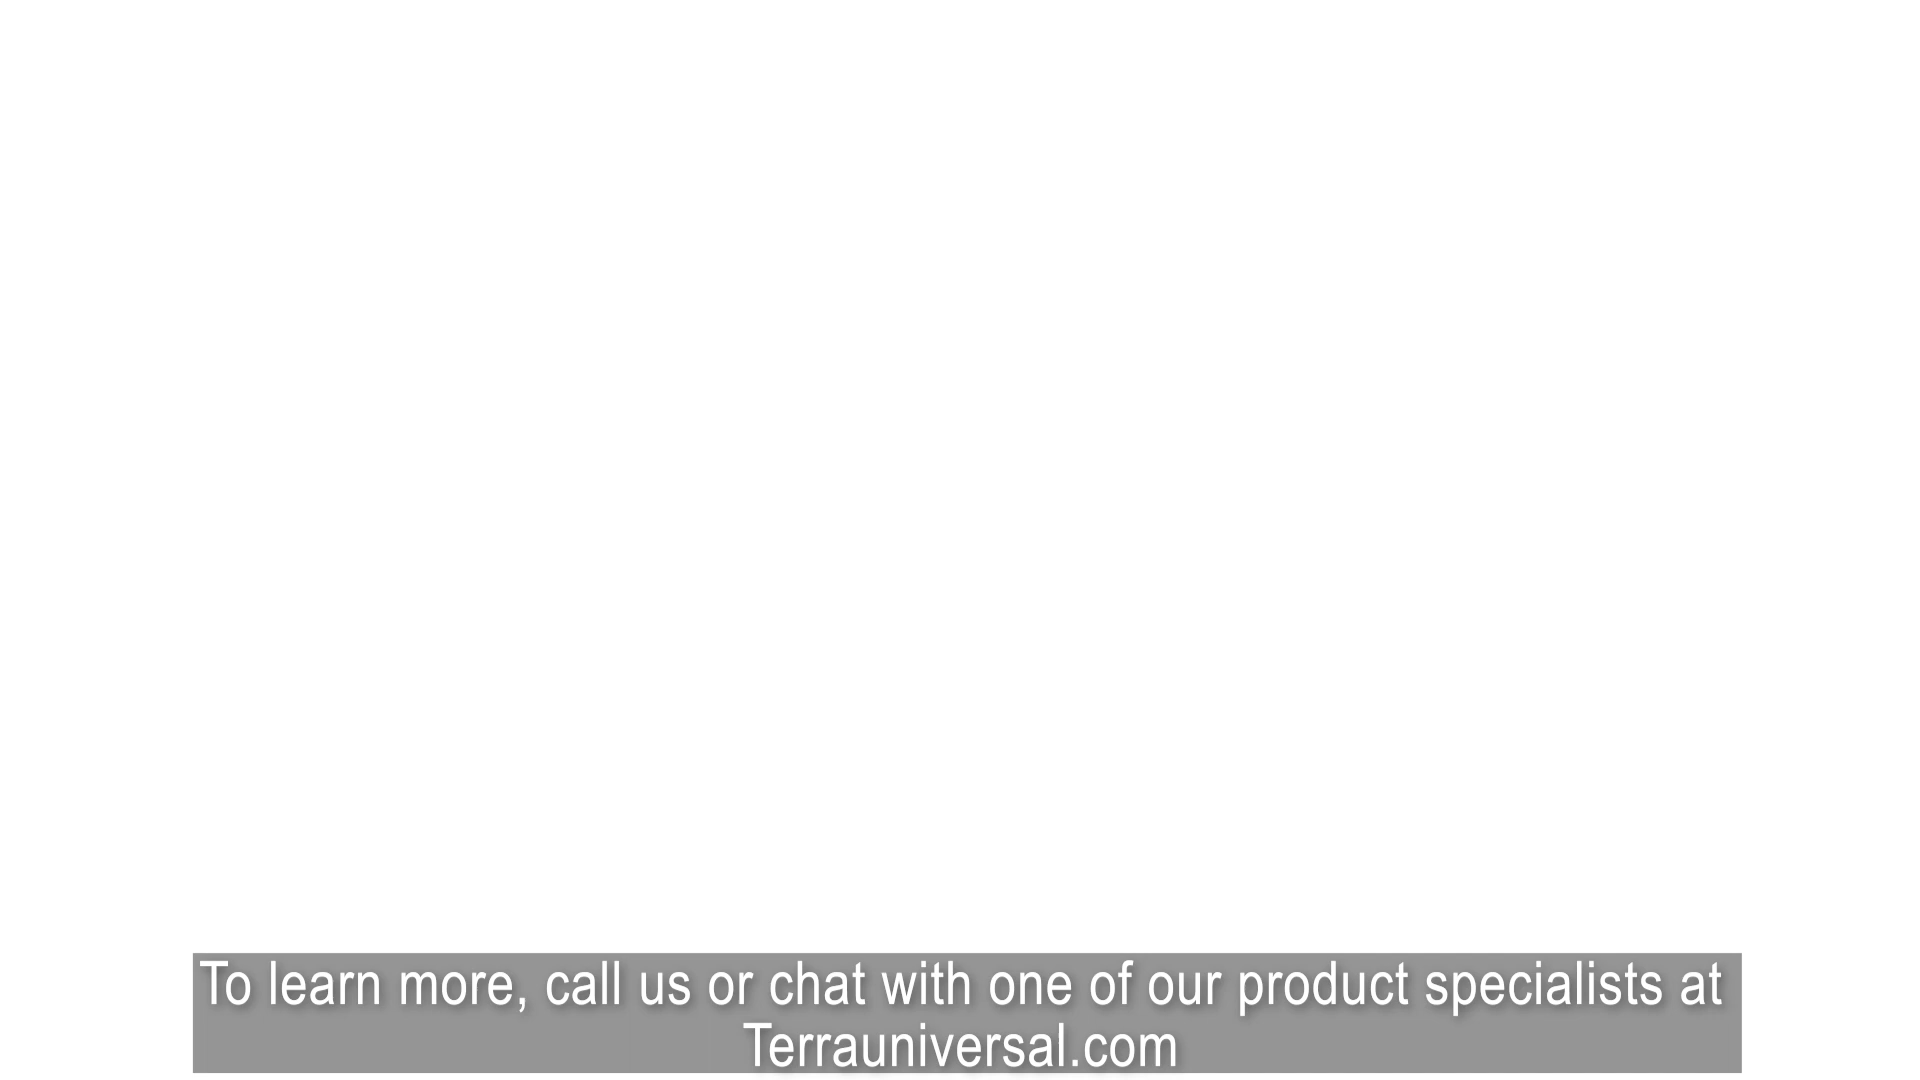 To learn more, call us or chat with one of our product specialists at
Terrauniversal.com